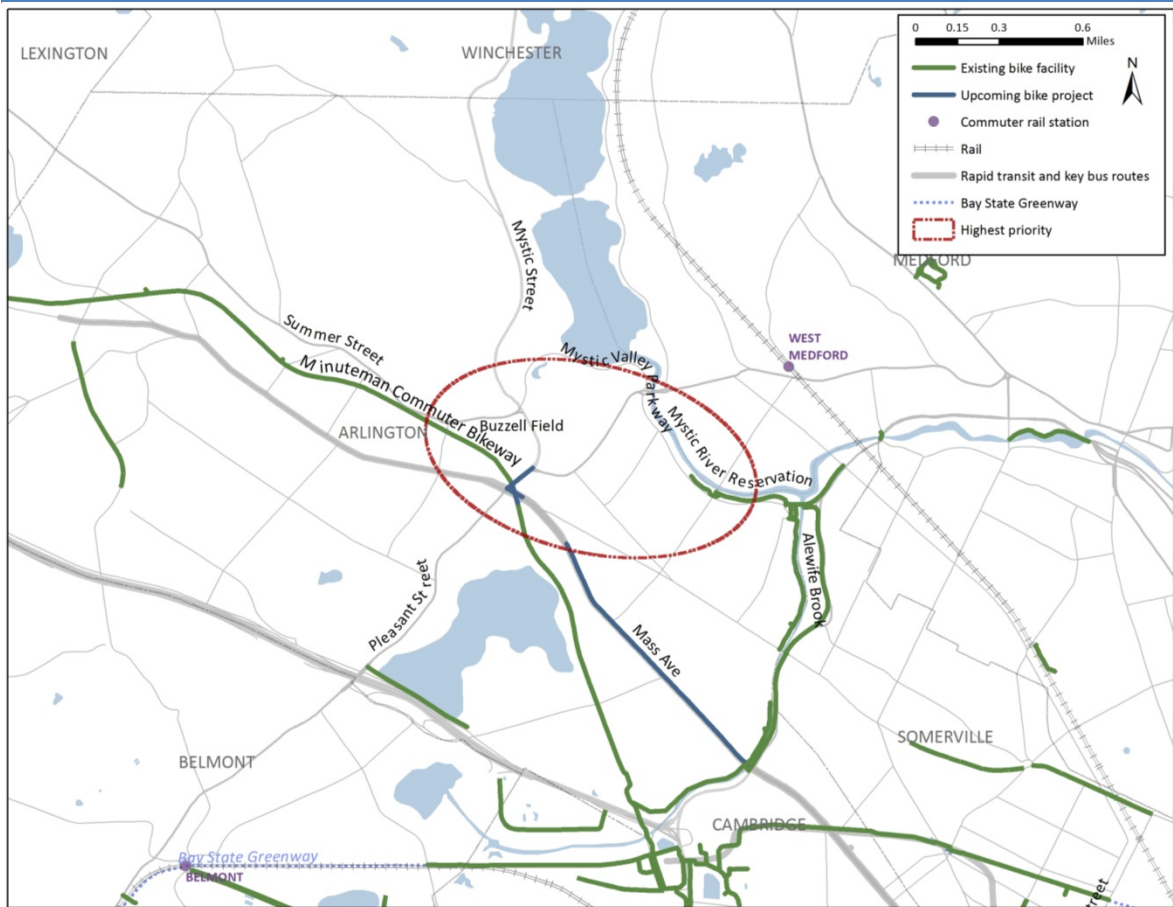 LEXINGTON
WINCHESTER
0 0.15 0.3 0.6
Miles
N
Existing bike facility
Upcoming bike project
Commuter rail station
Rail
Rapid transit and key bus routes
Bay State Greenway
Highest priority
MEDFORD
Mystic Street
Summer Street
WEST
MEDFORD
Mystic Valley Parkway
Minuteman Commuter Bikeway
Buzzell Field
ARLINGTON
Mystic River Reservation
Alewife Brook
Pleasant Street
Mass Ave
SOMERVILLE
BELMONT
CAMBRIDGE
Bay State Greenway
BELMONT